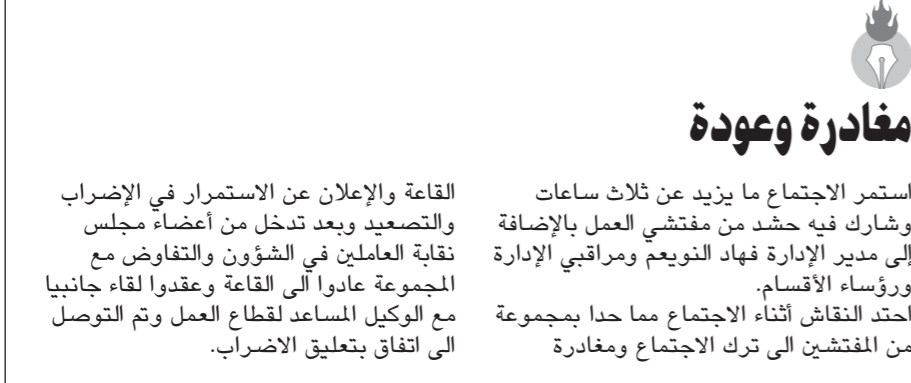 مغادرة وعودة
استمر الاجتماع ما يزيد عن ثلاث ساعات
وشارك فيه حشد من مفتشي العمل بالإضافة
إلى مدير الإدارة فهاد النويعم ومراقبي الإدارة
ورؤساء الأقسام.
احتد النقاش أثناء الاجتماع مما حدا بمجموعة
من المفتشين الى ترك الاجتماع ومغادرة
القاعة والإعلان عن الاستمرار في الإضراب
والتصعيد وبعد تدخل من أعضاء مجلس
نقابة العاملين في الشؤون والتفاوض مع
المجموعة عادوا الى القاعة وعقدوا لقاء جانبيا
مع الوكيل المساعد لقطاع العمل وتم التوصل
الى اتفاق بتعليق الاضراب.